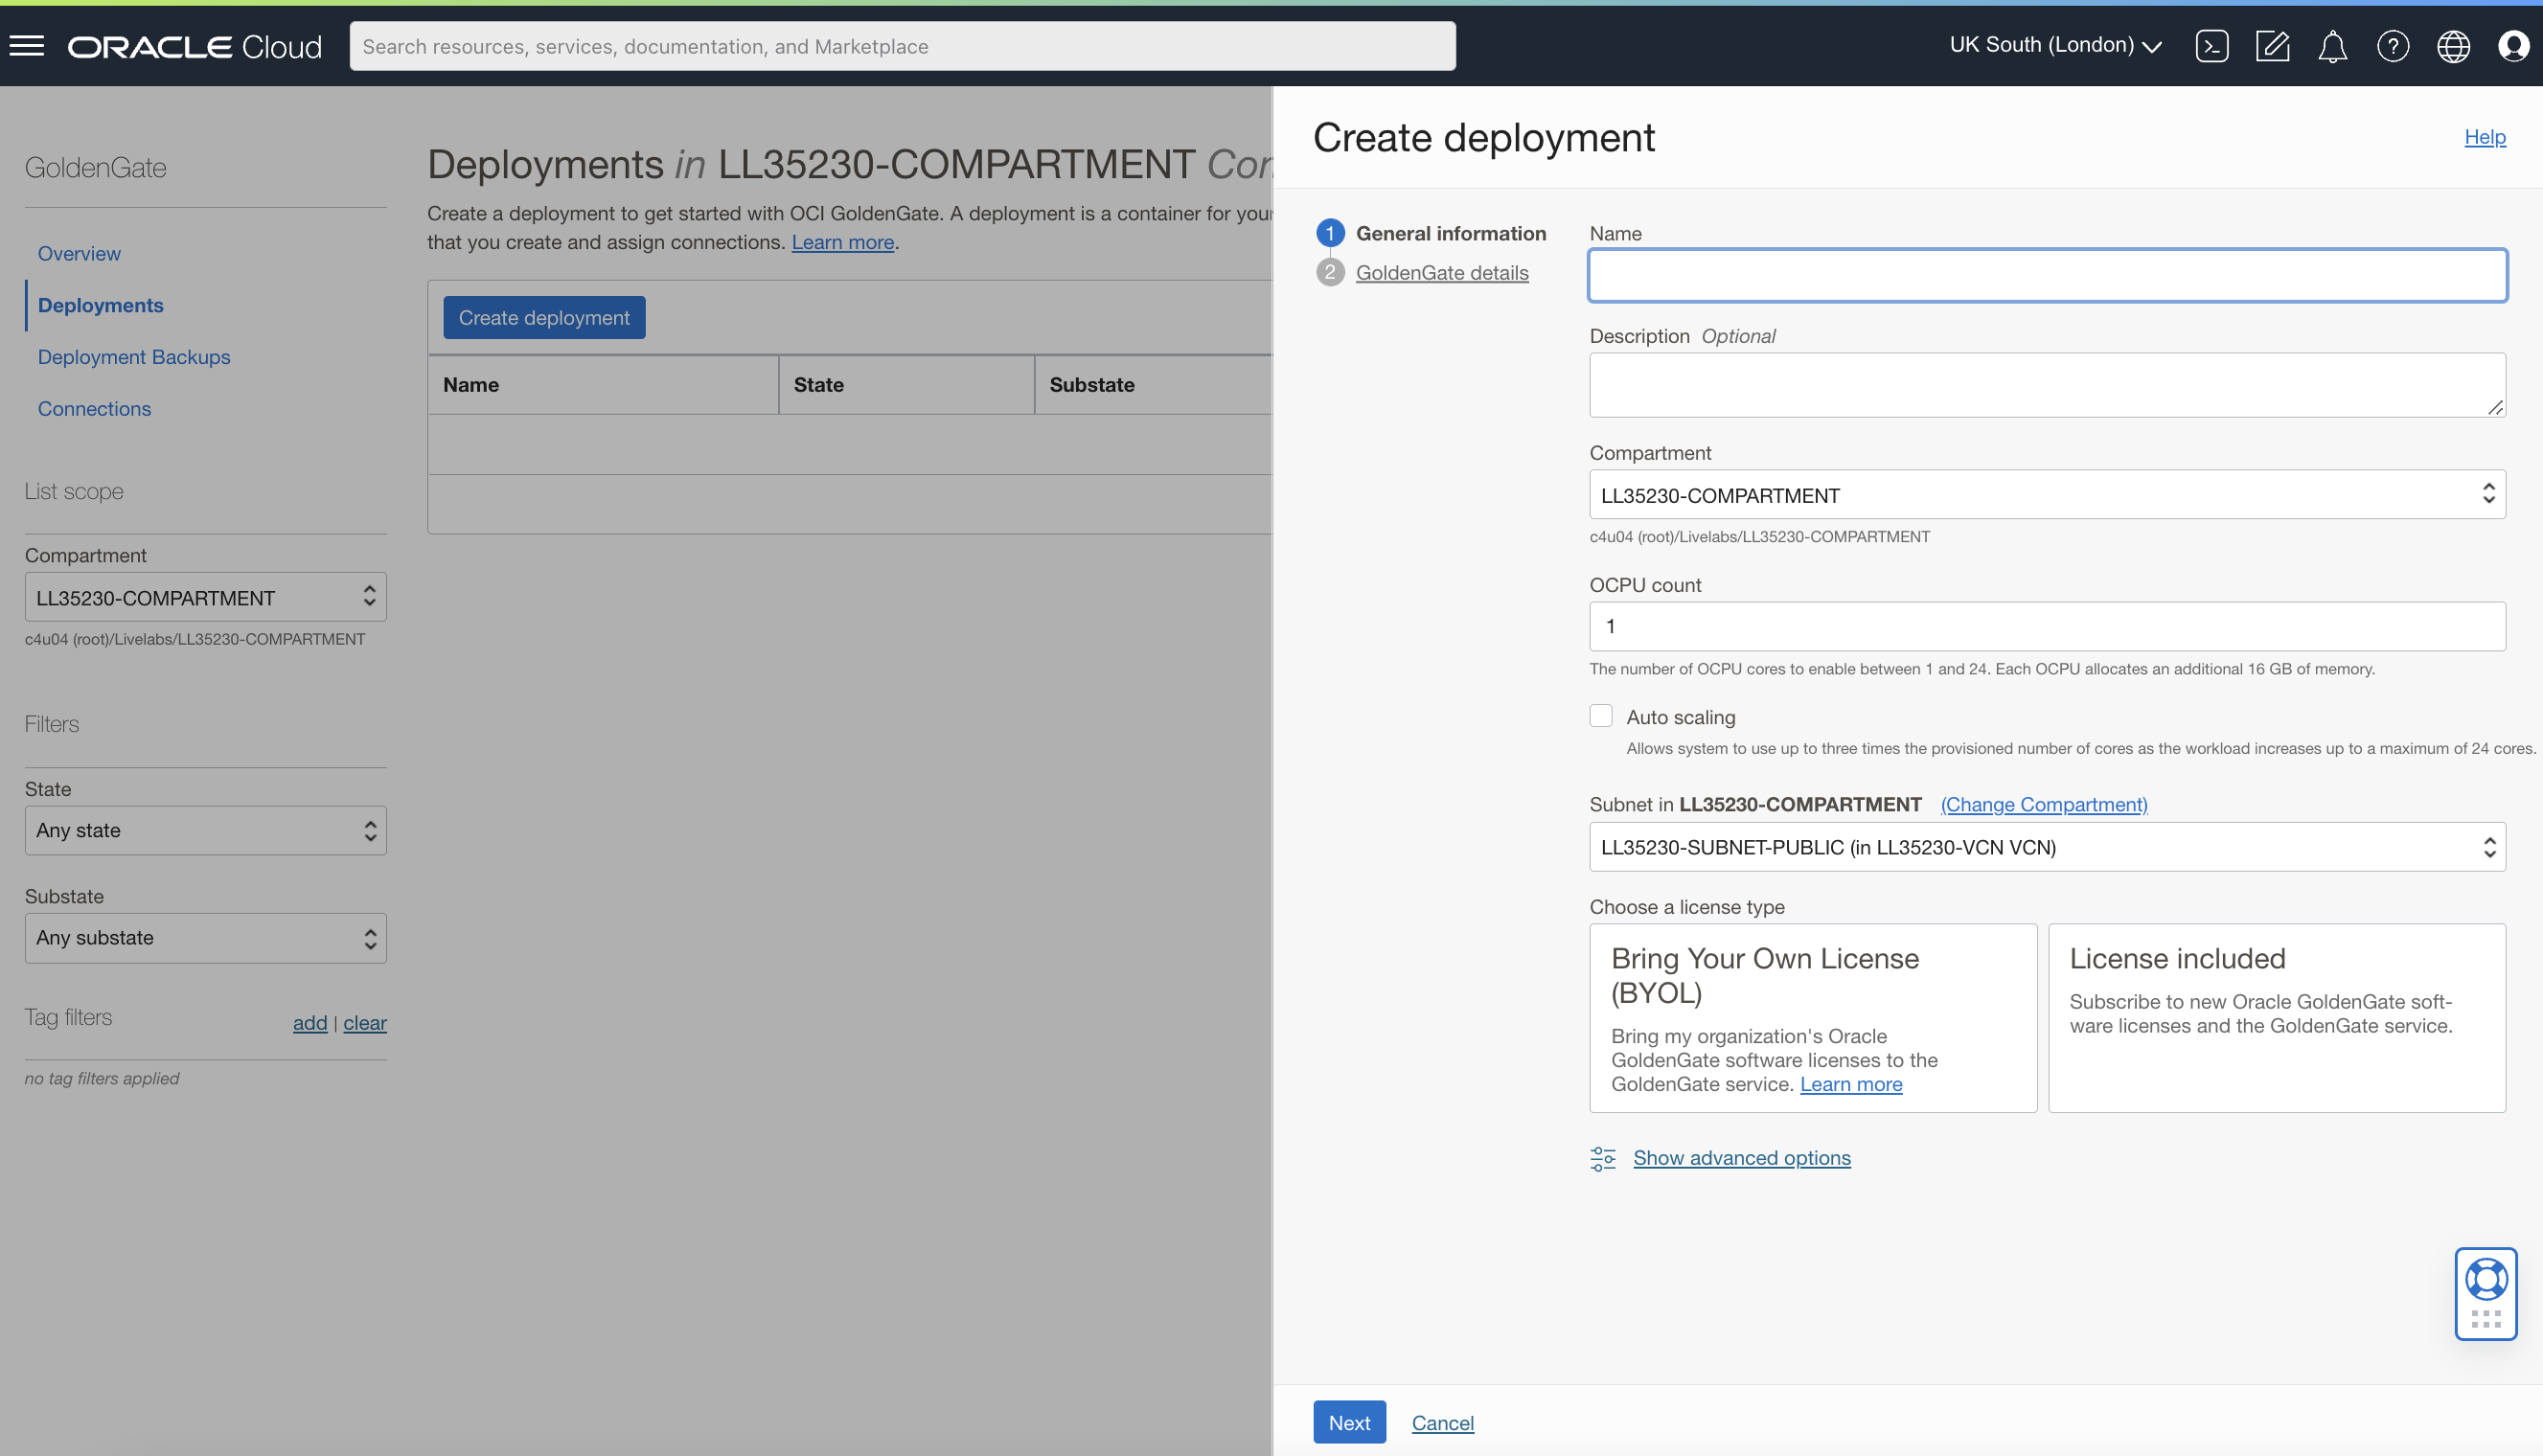 ORACLE Cloud
Search resources, services, documentation, and Marketplace
UK South (London)
GoldenGate
Overview
Deployments
Deployment Backups
Connections
List scope
Compartment
LL35230-COMPARTMENT
c4u04 (root)/Livelabs/LL35230-COMPARTMENT
Filters
State
Any state
Substate
Any substate
Tag filters
add | clear
no tag filters applied
Deployments in LL35230-COMPARTMENT
Create a deployment to get started with OCI GoldenGate. A deployment is a container for your
that you create and assign connections. Learn more.
Create deployment
Name State Substate
Create deployment
Help
1 General information
2 GoldenGate details
Name
Description Optional
Compartment
LL35230-COMPARTMENT
c4u04 (root)/Livelabs/LL35230-COMPARTMENT
OCPU count
1
The number of OCPU cores to enable between 1 and 24. Each OCPU allocates an additional 16 GB of memory.
Auto scaling
Allows system to use up to three times the provisioned number of cores as the workload increases up to a maximum of 24 cores.
Subnet in LL35230-COMPARTMENT (Change Compartment)
LL35230-SUBNET-PUBLIC (in LL35230-VCN VCN)
Choose a license type
Bring Your Own License
(BYOL)
Bring my organization's Oracle
GoldenGate software licenses to the
GoldenGate service. Learn more
License included
Subscribe to new Oracle GoldenGate soft-
ware licenses and the GoldenGate service.
Show advanced options
Next
Cancel